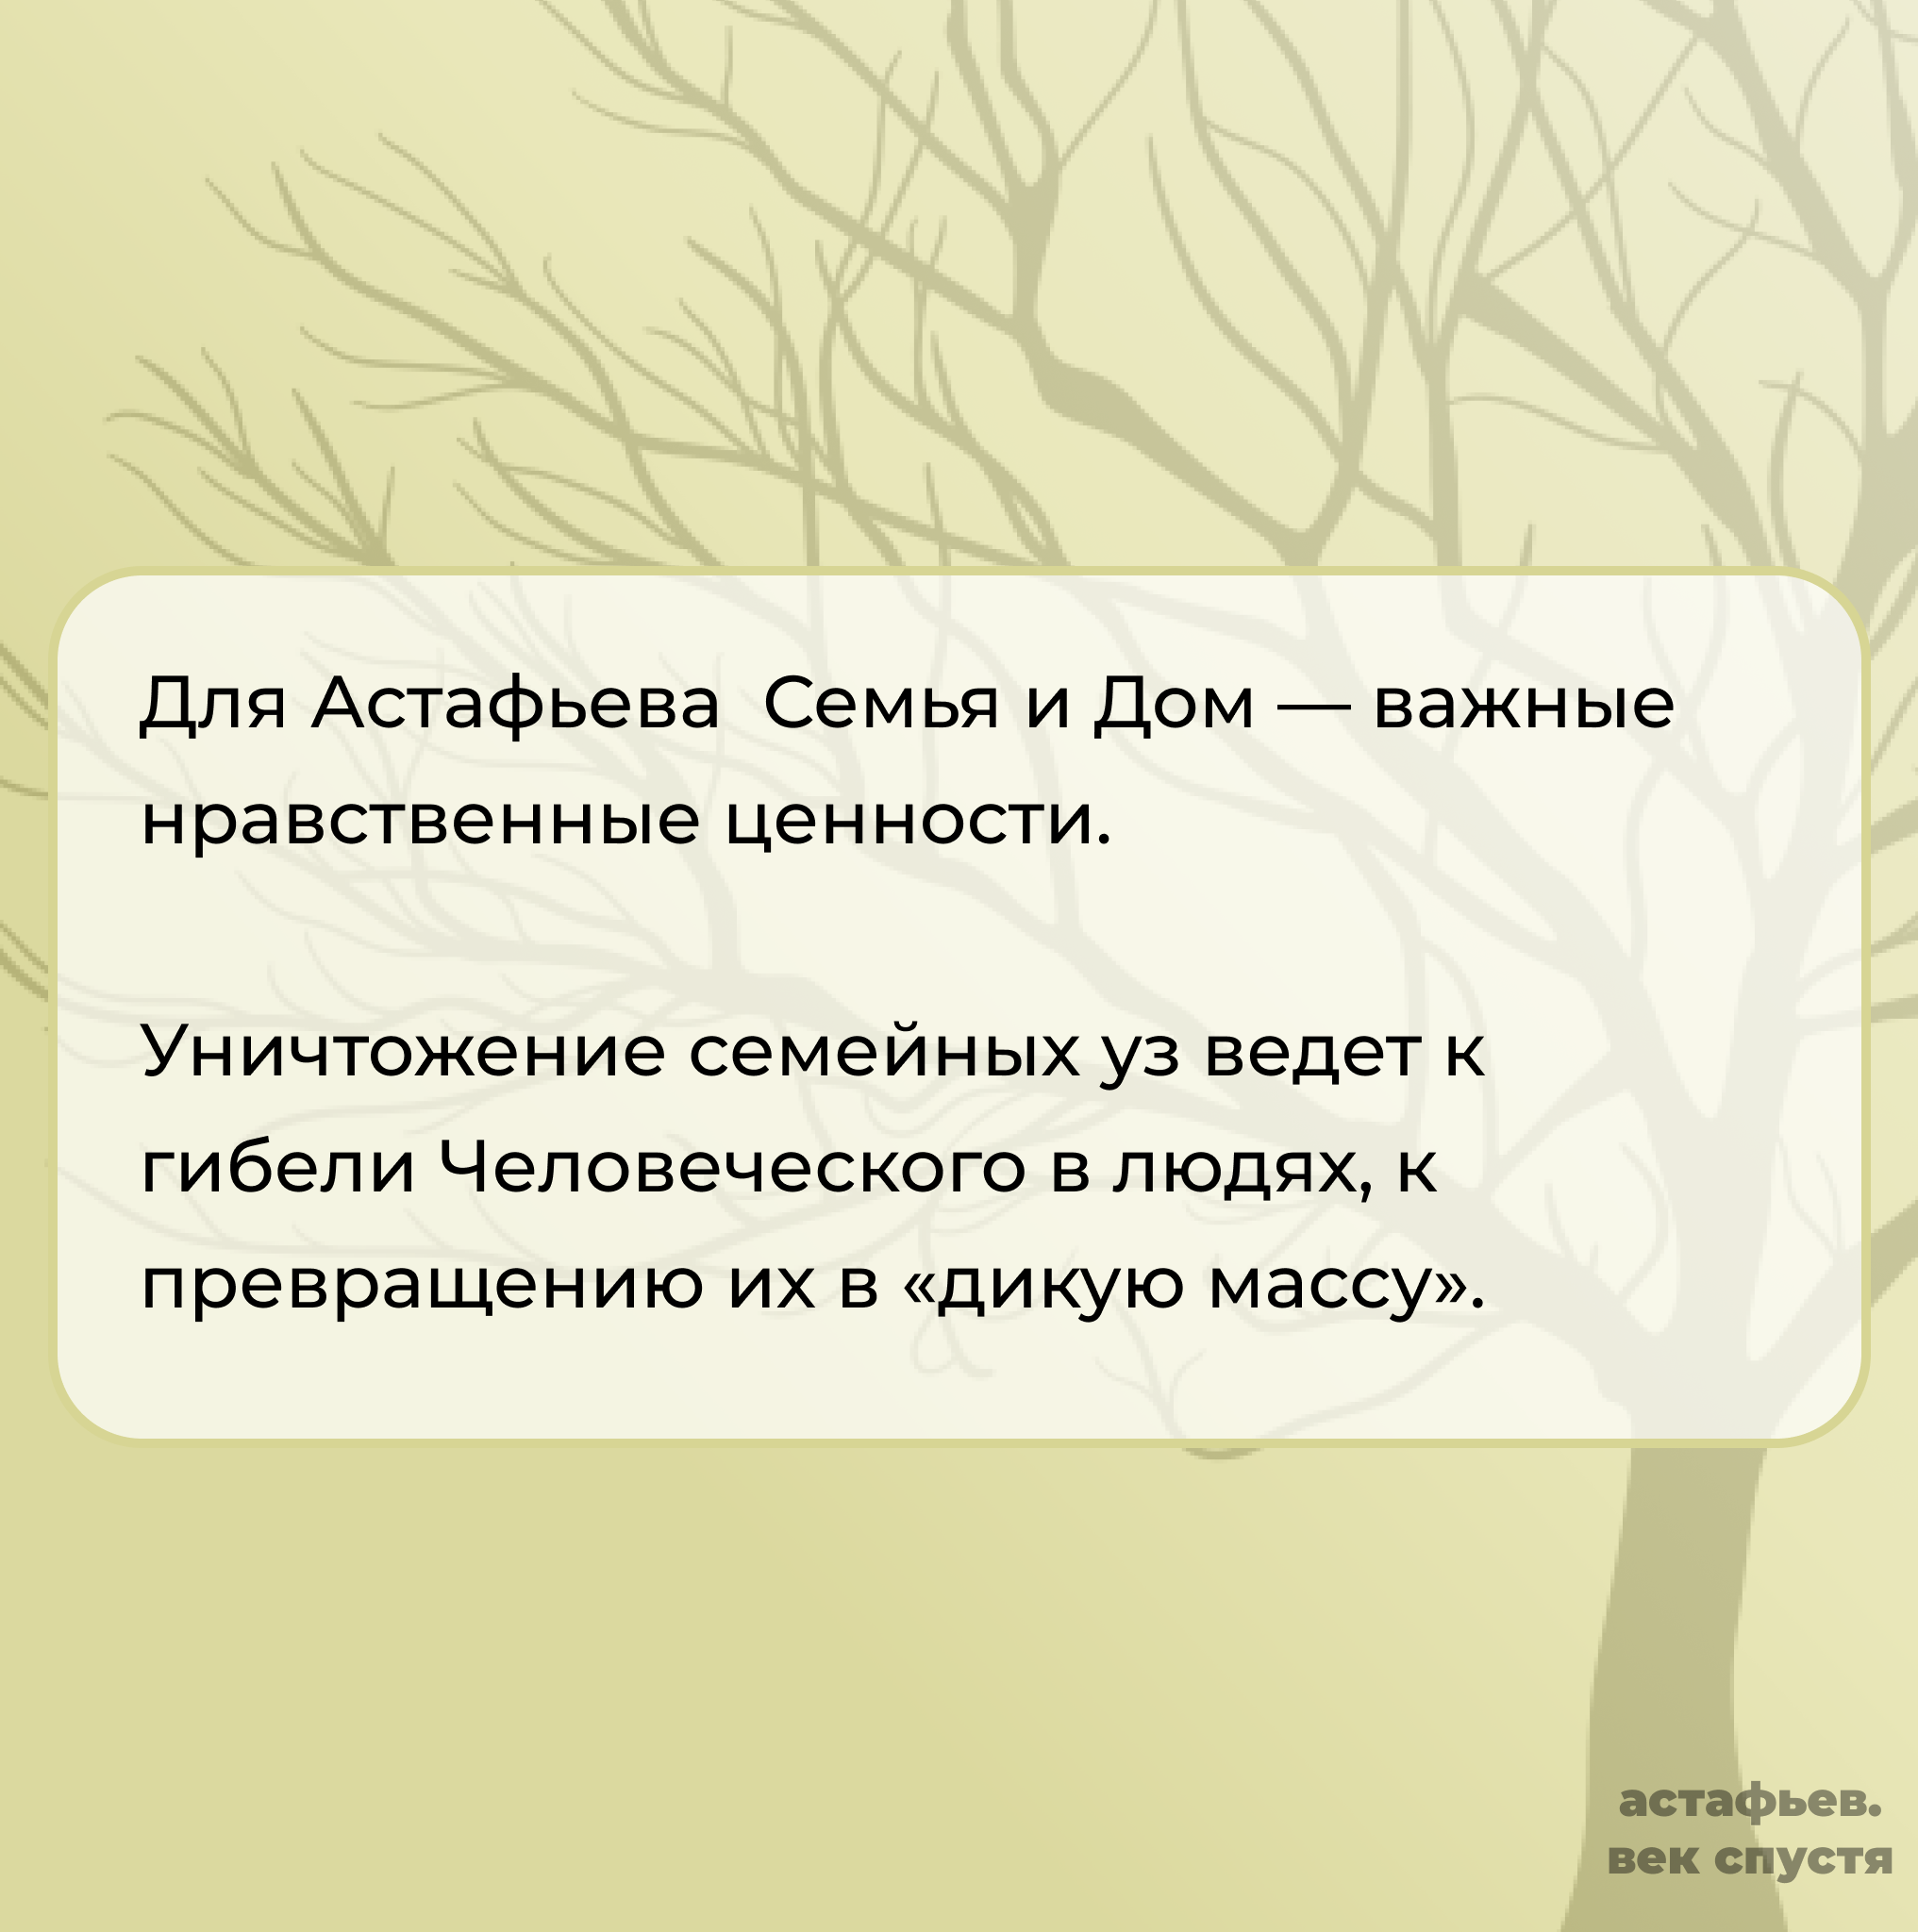 Для Астафьева  Семья и Дом — важные
нравственные ценности.
Уничтожение семейных уз ведет к
гибели Человеческого в людях, к
превращению их в «дикую массу».
астафьев.
век спустя